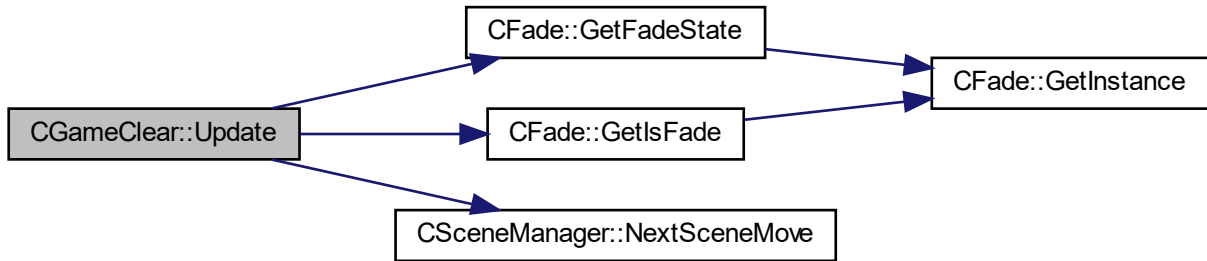 CFade::GetFadeState
CFade::GetInstance
CGameClear::Update
CFade::GetIsFade
CSceneManager::NextSceneMove